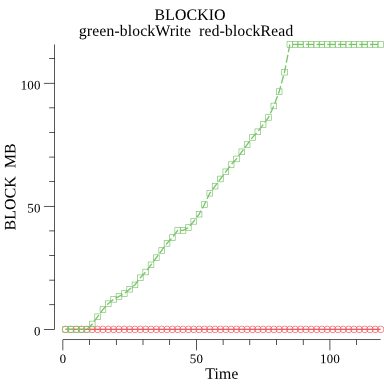 BLOCKIO
green-blockWrite red-blockRead
100
50
0
BLOCK MB
0 50 100
Time